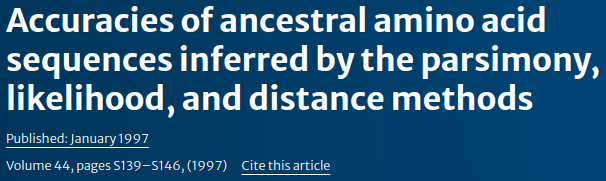 Accuracies of ancestral amino acid
sequences inferred by the parsimony,
likelihood, and distance methods
Published: January 1997
Volume 44, pages S139–S146, (1997) Cite this article